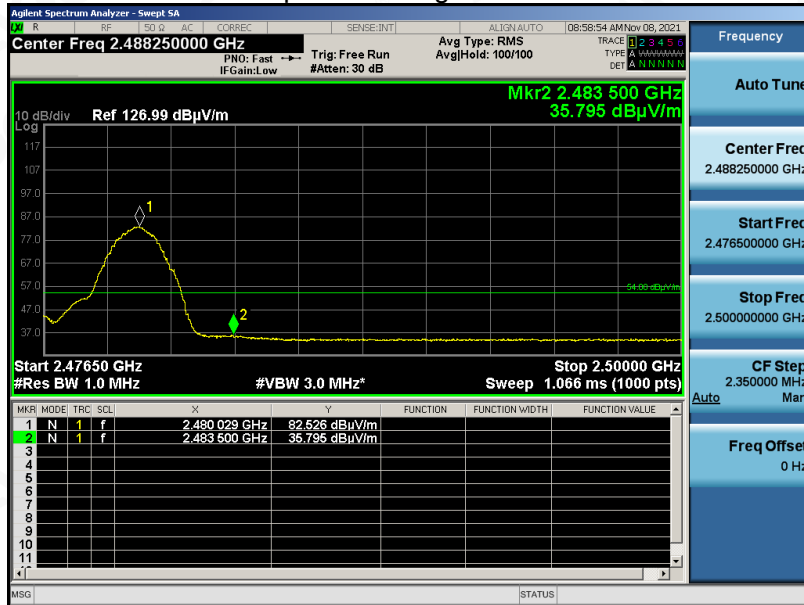 Agilent Spectrum Analyzer - Swept SA
LXI R RF 50 Ω AC CORREC SENSE:INT ALIGN AUTO 08:58:54 AM Nov 08, 2021
Center Freq 2.488250000 GHz
PNO: Fast
IFGain:Low
Trig: Free Run
#Atten: 30 dB
Avg Type: RMS
Avg|Hold: 100/100
TRACE 1 2 3 4 5 6
TYPE A
DET A N N N N N
Mkr2 2.483 500 GHz
35.795 dBµV/m
10 dB/div Ref 126.99 dBµV/m
Log
117
107
97.0
87.0
77.0
67.0
57.0
47.0
37.0
1
2
54.00 dBµV/m
Start 2.47650 GHz Stop 2.50000 GHz
#Res BW 1.0 MHz #VBW 3.0 MHz* Sweep 1.066 ms (1000 pts)
MKR MODE TRC SCL X Y FUNCTION FUNCTION WIDTH FUNCTION VALUE
1 N 1 f 2.480 029 GHz 82.526 dBµV/m
2 N 1 f 2.483 500 GHz 35.795 dBµV/m
3
4
5
6
7
8
9
10
11
MSG STATUS
Frequency
Auto Tune
Center Freq
2.488250000 GHz
Start Freq
2.476500000 GHz
Stop Freq
2.500000000 GHz
CF Step
2.350000 MHz
Auto Man
Freq Offset
0 Hz